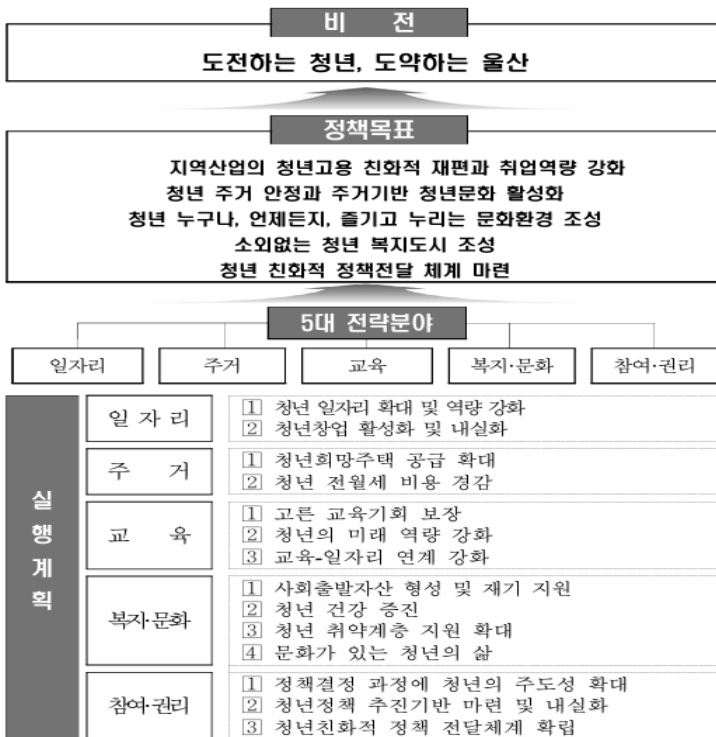 비 전
도전하는 청년, 도약하는 울산
정책목표
지역산업의 청년고용 친화적 재편과 취업역량 강화
청년 주거 안정과 주거기반 청년문화 활성화
청년 누구나, 언제든지, 즐기고 누리는 문화환경 조성
소외없는 청년 복지도시 조성
청년 친화적 정책전달 체계 마련
5대 전략분야
일자리 주거 교육 복지·문화 참여·권리
실행계획
일 자 리
1 청년 일자리 확대 및 역량 강화
2 청년창업 활성화 및 내실화
주 거
1 청년희망주택 공급 확대
2 청년 전월세 비용 경감
교 육
1 고른 교육기회 보장
2 청년의 미래 역량 강화
3 교육-일자리 연계 강화
복지·문화
1 사회출발자산 형성 및 재기 지원
2 청년 건강 증진
3 청년 취약계층 지원 확대
4 문화가 있는 청년의 삶
참여·권리
1 정책결정 과정에 청년의 주도성 확대
2 청년정책 추진기반 마련 및 내실화
3 청년친화적 정책 전달체계 확립